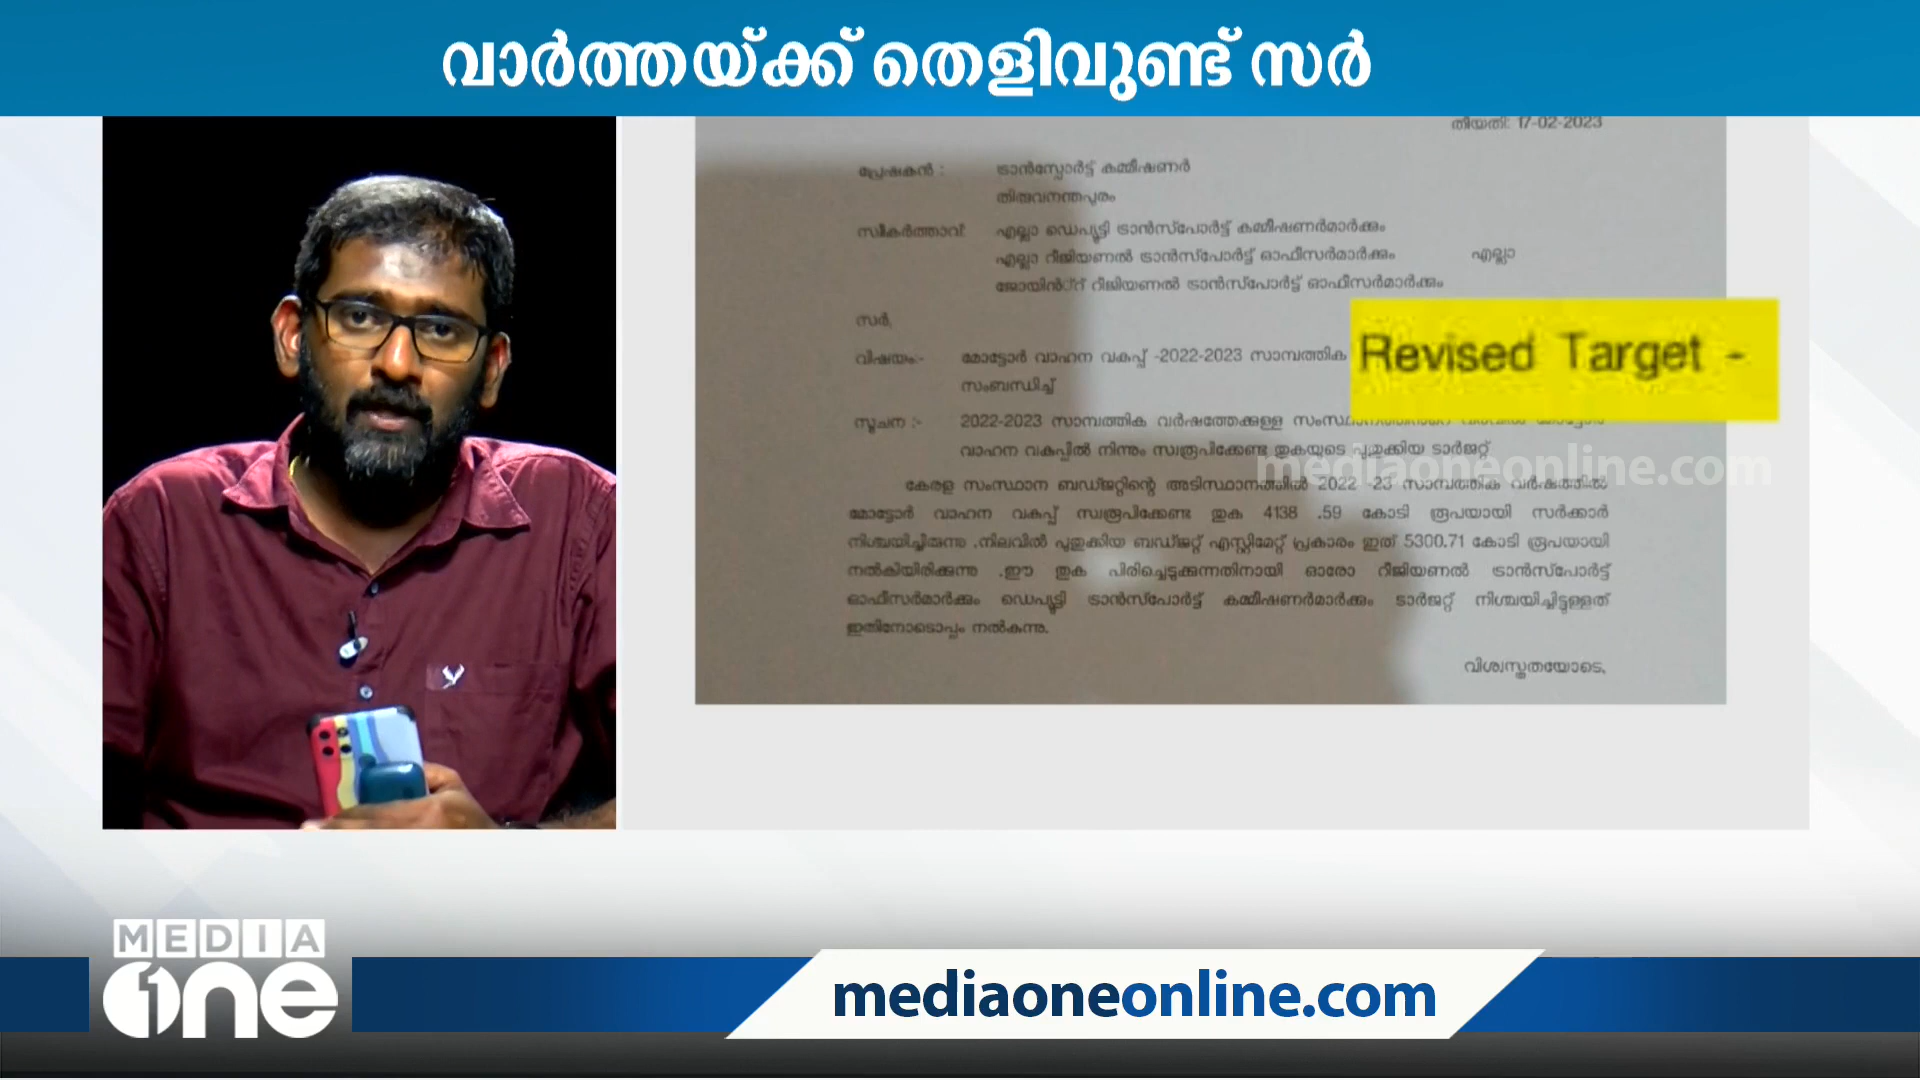 വാർത്തയ്ക്ക് തെളിവുണ്ട് സർ
തീയതി: 17-02-2023
പ്രേഷകൻ : ട്രാൻസ്പോർട്ട് കമ്മീഷണർ
തിരുവനന്തപുരം
സ്വീകർത്താവ് എല്ലാ ഡെപ്യൂട്ടി ട്രാൻസ്പോർട്ട് കമ്മീഷണർമാർക്കും
എല്ലാ റീജിയണൽ ട്രാൻസ്പോർട്ട് ഓഫീസർമാർക്കും എല്ലാ
ജോയിൻ്റ് റീജിയണൽ ട്രാൻസ്പോർട്ട് ഓഫീസർമാർക്കും
സർ,
വിഷയം:- മോട്ടോർ വാഹന വകുപ്പ് -2022-2023 സാമ്പത്തിക
Revised Target -
സംബന്ധിച്ച്
സൂചന :- 2022-2023 സാമ്പത്തിക വർഷത്തേക്കുള്ള
വാഹന വകുപ്പിൽ നിന്നും സ്വരൂപിക്കേണ്ട തുകയുടെ പുതുക്കിയ ടാർജറ്റ്
mediaoneonline.com
കേരള സംസ്ഥാന ബഡ്ജറ്റിന്റെ അടിസ്ഥാനത്തിൽ 2022 -23 സാമ്പത്തിക വർഷത്തിൽ
മോട്ടോർ വാഹന വകുപ്പ് സ്വരൂപിക്കേണ്ട തുക 4138 .59 കോടി രൂപയായി സർക്കാർ
നിശ്ചയിച്ചിരുന്നു .നിലവിൽ പുതുക്കിയ ബഡ്ജറ്റ് എസ്റ്റിമേറ്റ് പ്രകാരം ഇത് 5300.71 കോടി രൂപയായി
നൽകിയിരിക്കുന്നു .ഈ തുക പിരിച്ചെടുക്കുന്നതിനായി ഓരോ റീജിയണൽ ട്രാൻസ്പോർട്ട്
ഓഫീസർമാർക്കും ഡെപ്യൂട്ടി ട്രാൻസ്പോർട്ട് കമ്മീഷണർമാർക്കും ടാർജറ്റ് നിശ്ചയിച്ചിട്ടുള്ളത്
ഇതിനോടൊപ്പം നൽകുന്നു.
വിശ്വസ്തതയോടെ,
MEDIA
one
mediaoneonline.com